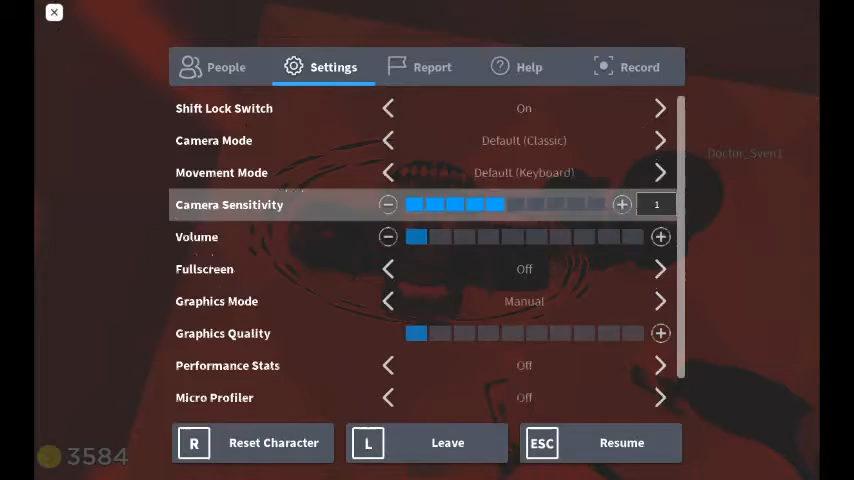 People
Settings
Report
Help
Record
Shift Lock Switch
On
Camera Mode
Default (Classic)
Doctor_Sven1
Movement Mode
Default (Keyboard)
Camera Sensitivity
1
Volume
Fullscreen
Off
Graphics Mode
Manual
Graphics Quality
Performance Stats
Off
Micro Profiler
Off
R
Reset Character
L
Leave
ESC
Resume
3584